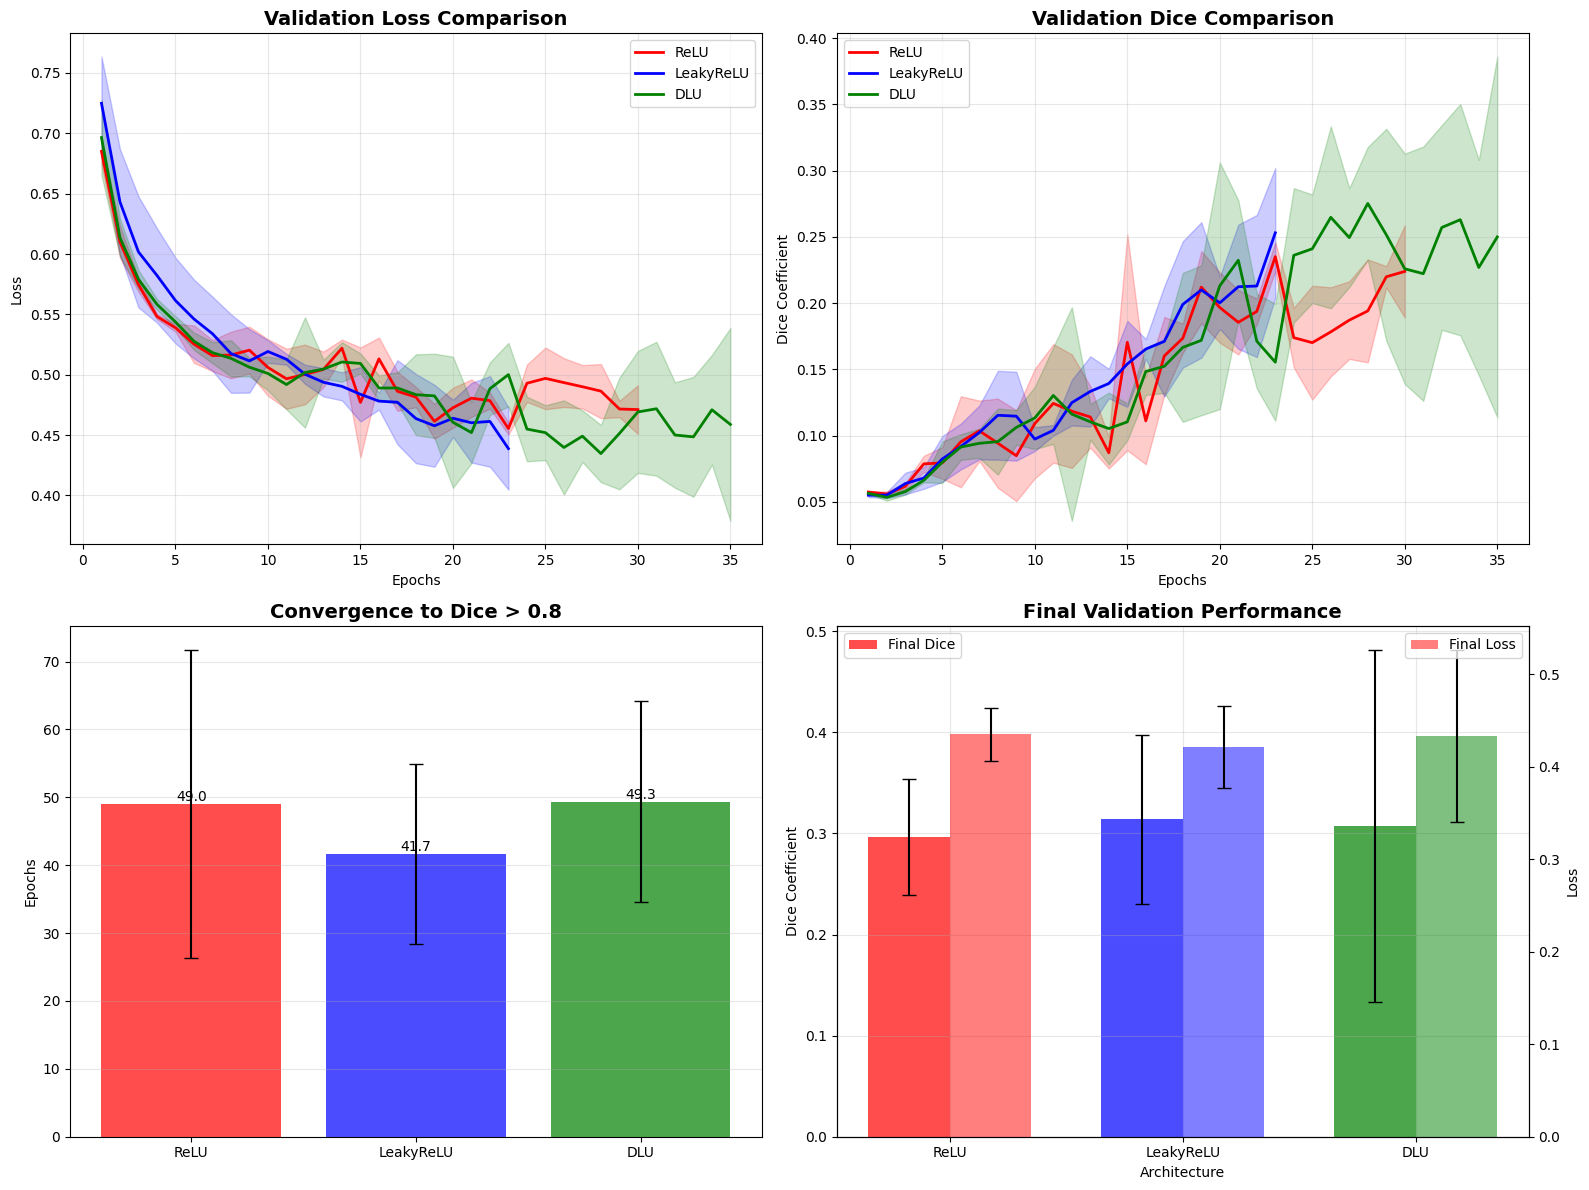 Validation Loss Comparison
Loss
0.75
0.70
0.65
0.60
0.55
0.50
0.45
0.40
ReLU
LeakyReLU
DLU
0 5 10 15 20 25 30 35
Epochs
Validation Dice Comparison
Dice Coefficient
0.40
0.35
0.30
0.25
0.20
0.15
0.10
0.05
ReLU
LeakyReLU
DLU
0 5 10 15 20 25 30 35
Epochs
Convergence to Dice > 0.8
Epochs
70
60
50
40
30
20
10
0
49.0
41.7
49.3
ReLU LeakyReLU DLU
Final Validation Performance
Dice Coefficient
0.5
0.4
0.3
0.2
0.1
0.0
Final Dice
Final Loss
0.5
0.4
0.3
0.2
0.1
0.0
Loss
ReLU LeakyReLU DLU
Architecture